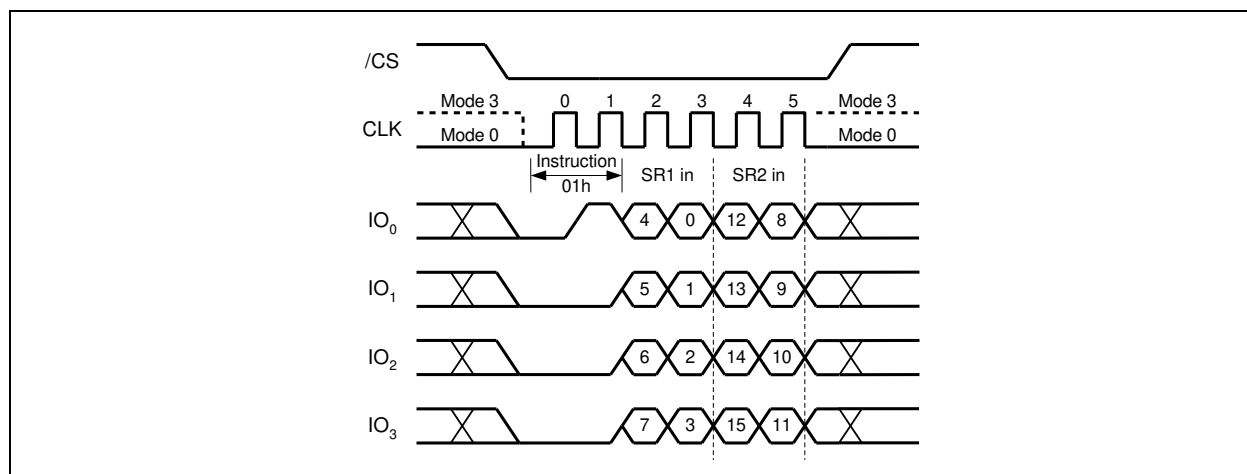 /CS
Mode 3 0 1 2 3 4 5 Mode 3
CLK Mode 0 Mode 0
Instruction
01h SR1 in SR2 in
IO0 4 0 12 8
IO1 5 1 13 9
IO2 6 2 14 10
IO3 7 3 15 11